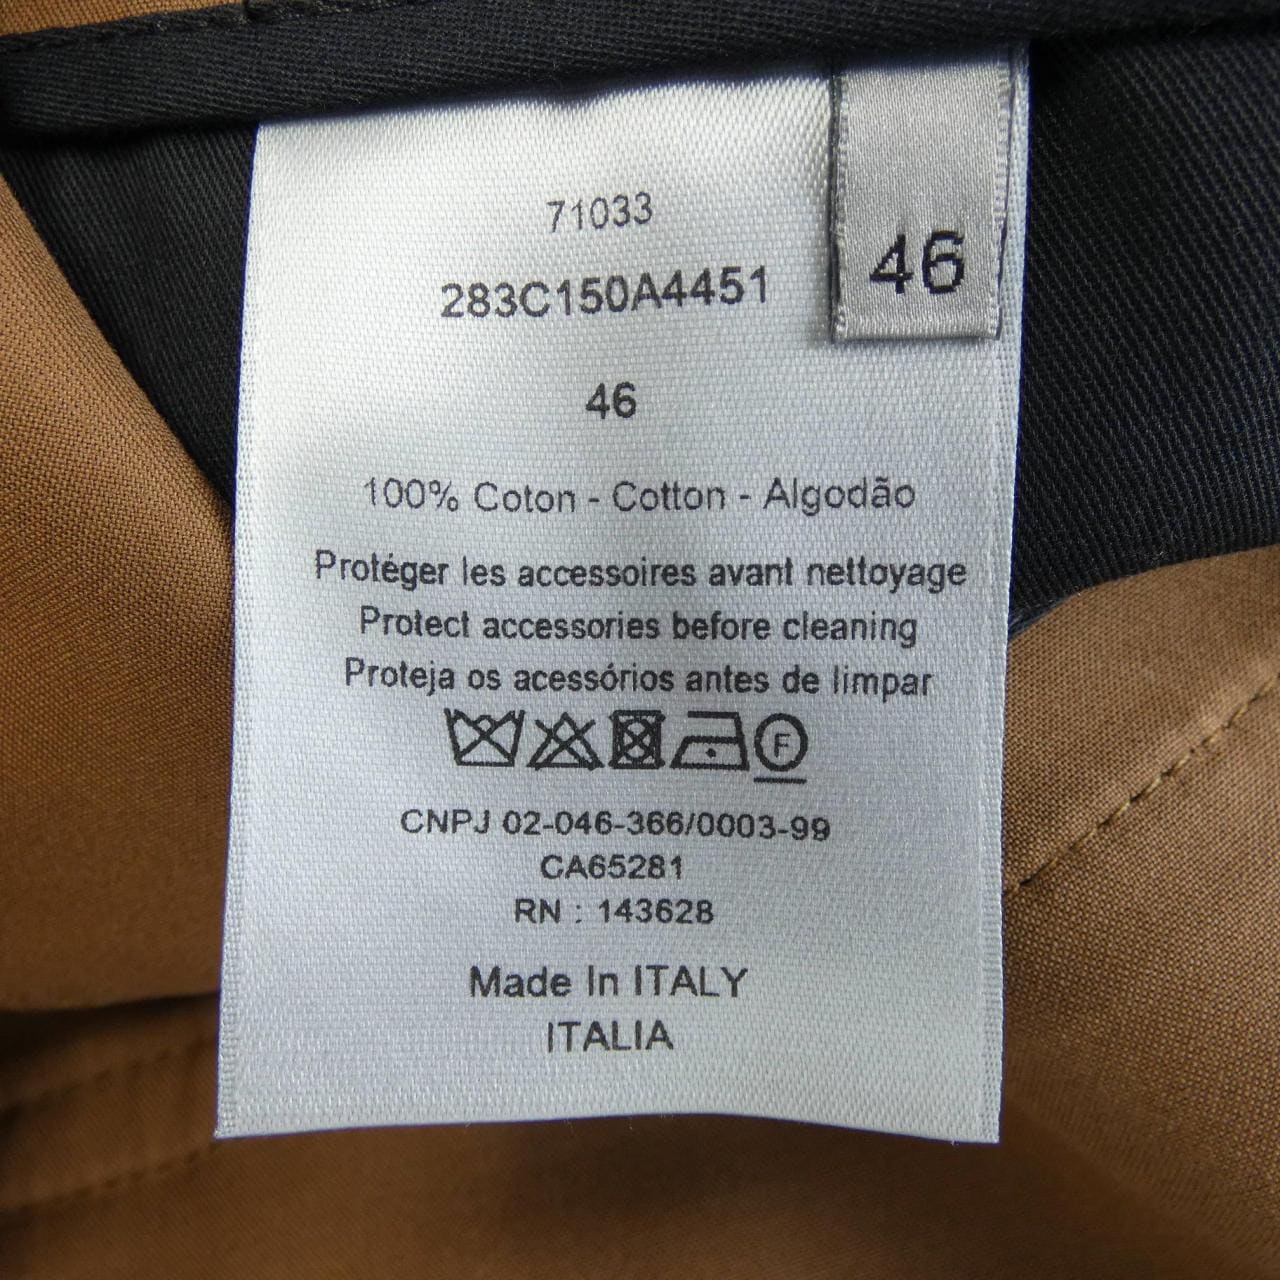 71033
283C150A4451
46
46
100% Coton - Cotton - Algodão
Protéger les accessoires avant nettoyage
Protect accessories before cleaning
Proteja os acessórios antes de limpar
F
CNPJ 02-046-366/0003-99
CA65281
RN : 143628
Made In ITALY
ITALIA